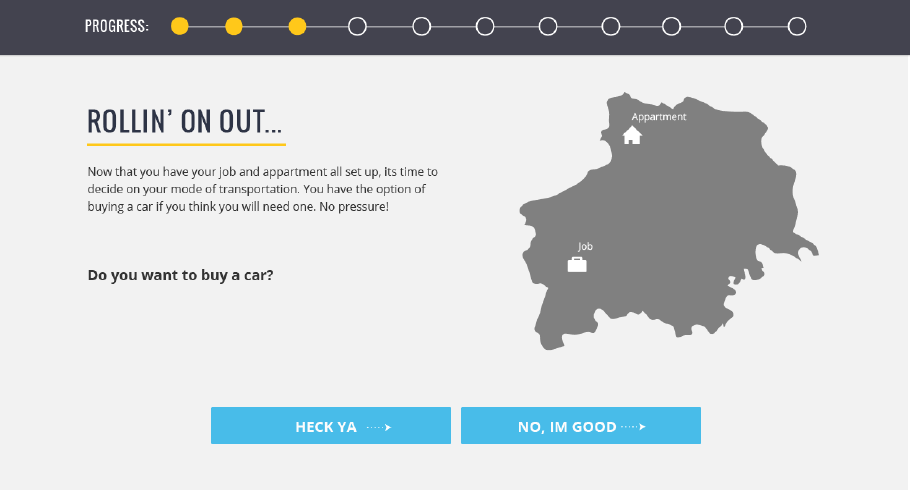 PROGRESS:
ROLLIN' ON OUT...
Now that you have your job and appartment all set up, its time to
decide on your mode of transportation. You have the option of
buying a car if you think you will need one. No pressure!
Do you want to buy a car?
Appartment
Job
HECK YA
NO, IM GOOD